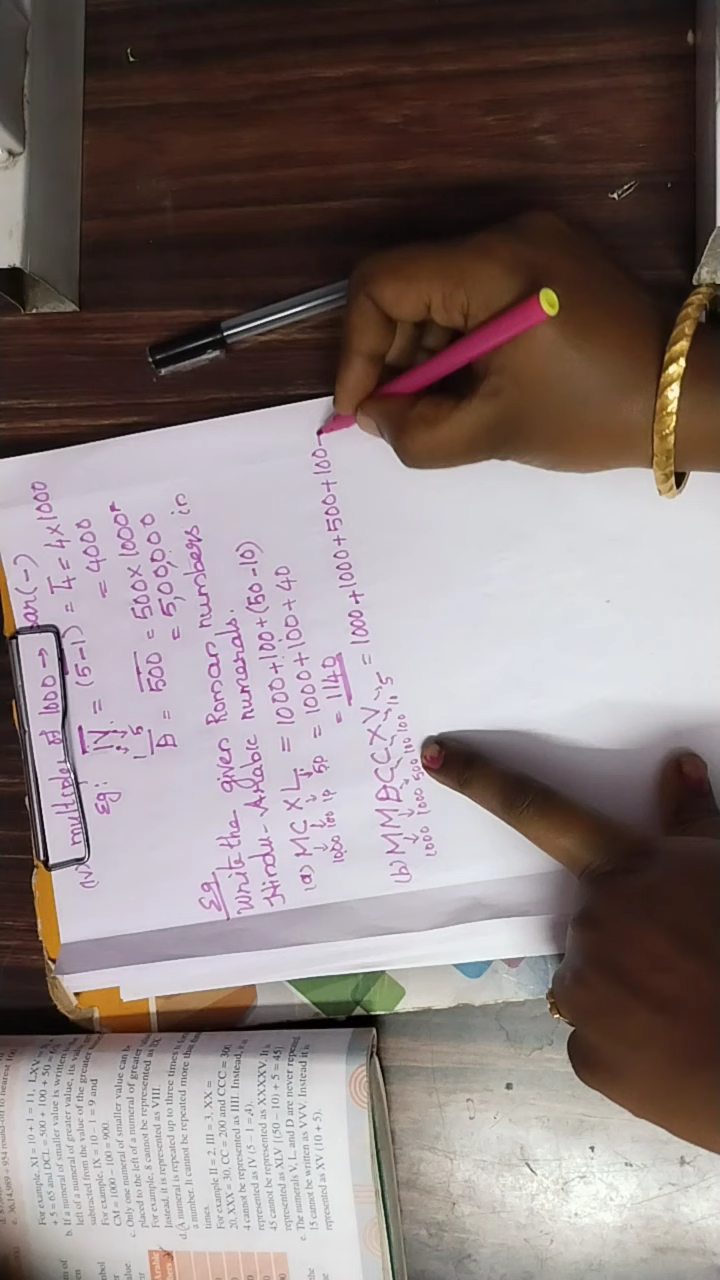 (iv) multiples of 1000 → bar(-)
Eg: IV = (5-1) = 4 = 4×1000
1 5 = 4000
D = 500 = 500×1000
= 5,00,000
Eg
Write the given Roman numbers in
Hindu-Arabic numerals.
(a) MCXL = 1000+100+(50-10)
1000 100 10 50 = 1000+100+40
= 1140
(b) MMDCCXV = 1000+1000+500+100
1000 1000 500 100 100 10 5
For example, XI = 10 + 1 = 11, LXV =
+ 5 = 65 and DCL = 500 + 100 + 50 =
b. If a numeral of smaller value is written
left of a numeral of greater value, its value
subtracted from the value of the greater
For example, IX = 10 – 1 = 9 and
CM = 1000 – 100 = 900.
c. Only one numeral of smaller value can be
placed to the left of a numeral of greater
For example, 8 cannot be represented as IIX.
Instead, it is represented as VIII.
d. A numeral is repeated up to three times
a number. It cannot be repeated more than
times.
For example II = 2, III = 3, XX =
20, XXX = 30, CC = 200 and CCC = 300
4 cannot be represented as IIII. Instead, it is
represented as IV (5 – 1 = 4).
45 cannot be represented as XXXXV. It is
represented as XLV [(50 – 10) + 5 = 45]
e. The numerals V, L, and D are never repeated
15 cannot be written as VVV. Instead it is
represented as XV (10 + 5).